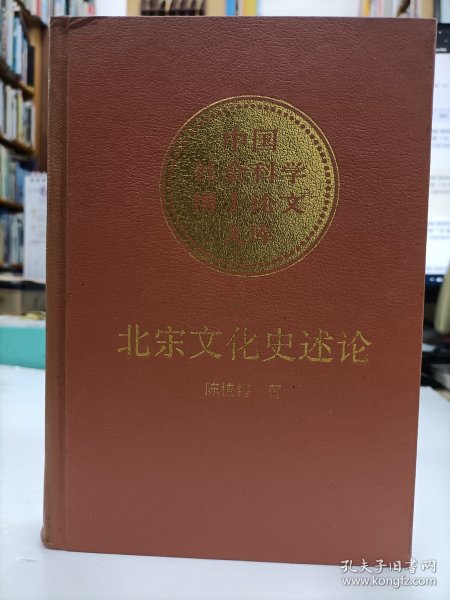 中国
社会科学
博士论文
文库
北宋文化史述论
陈植锷 著
孔夫子旧书网
www.kongfz.com